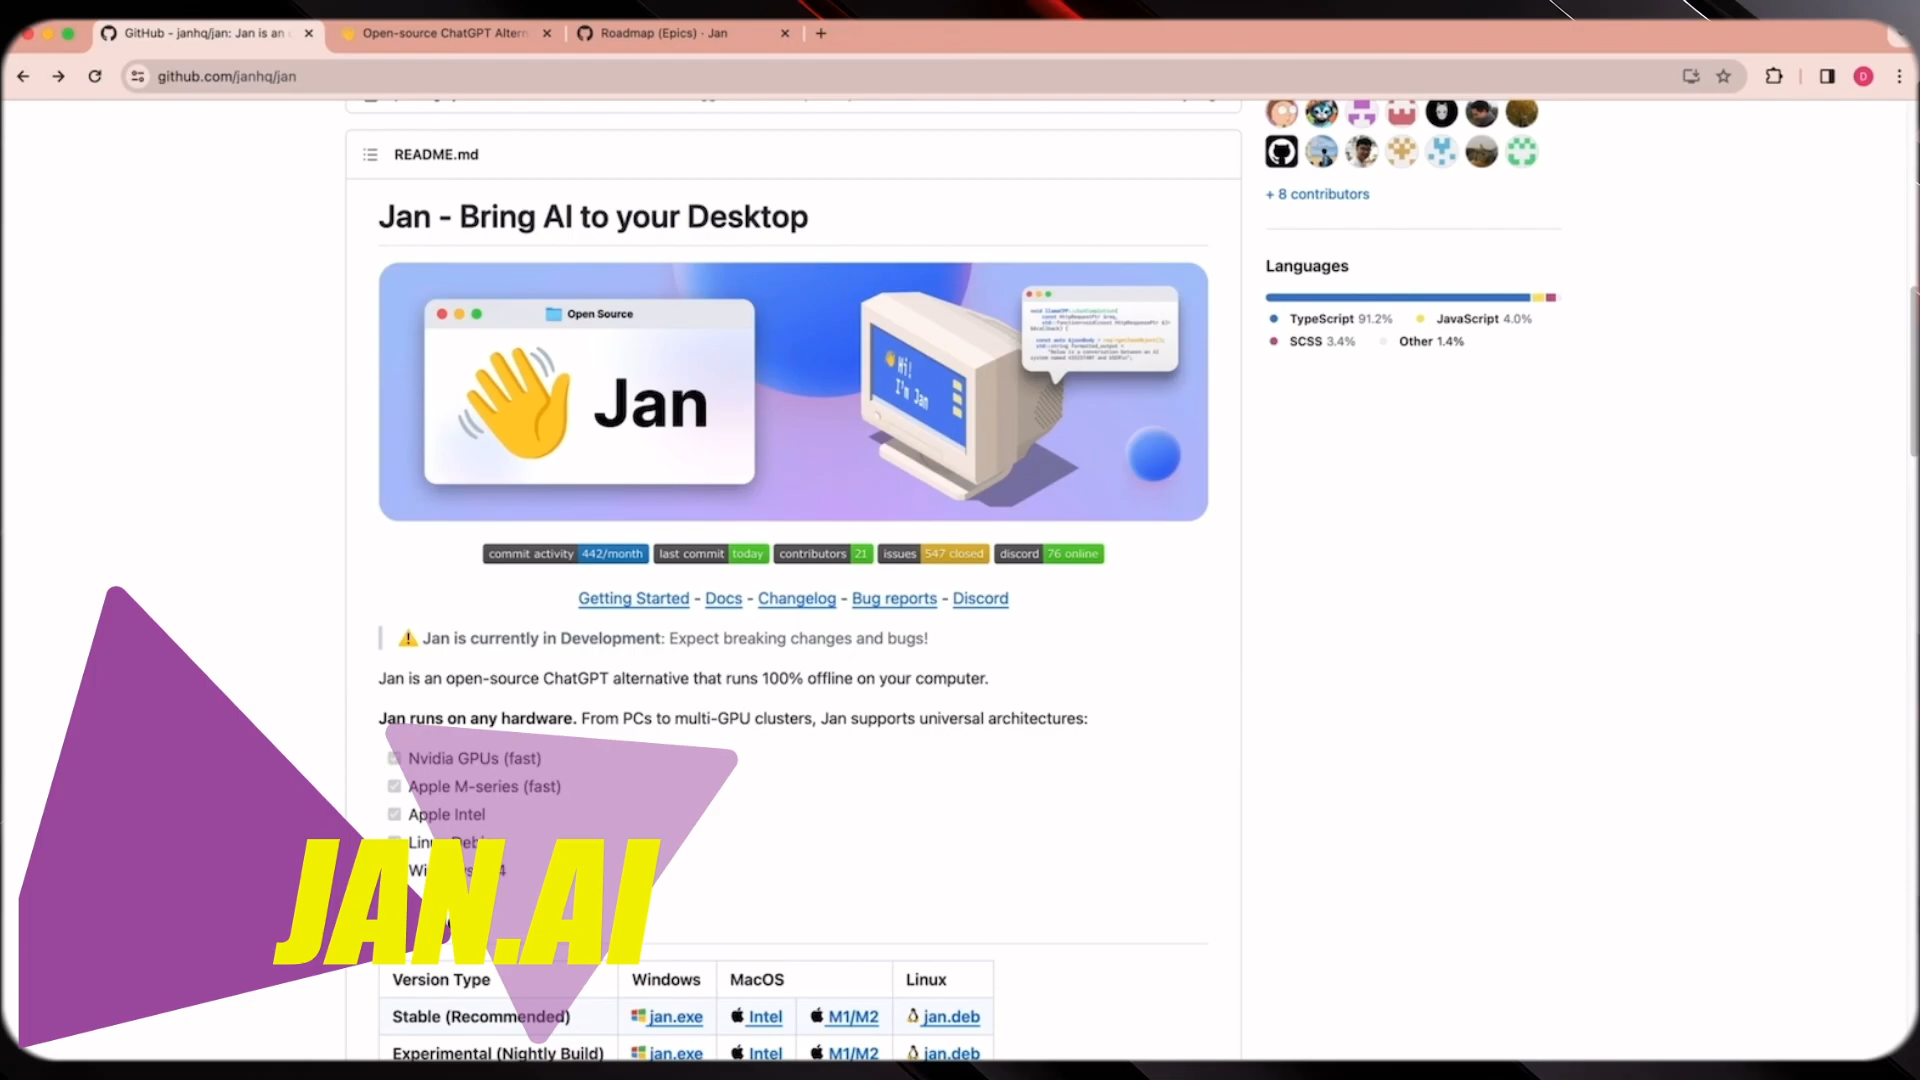 GitHub - janhq/jan: Jan is an
Open-source ChatGPT Altern
Roadmap (Epics) · Jan
github.com/janhq/jan
D
README.md
+ 8 contributors
Jan - Bring AI to your Desktop
Languages
TypeScript 91.2%
JavaScript 4.0%
SCSS 3.4%
Other 1.4%
Open Source
Jan
Hi!
I'm Jan
commit activity 442/month
last commit today
contributors 21
issues 547 closed
discord 76 online
Getting Started - Docs - Changelog - Bug reports - Discord
Jan is currently in Development: Expect breaking changes and bugs!
Jan is an open-source ChatGPT alternative that runs 100% offline on your computer.
Jan runs on any hardware. From PCs to multi-GPU clusters, Jan supports universal architectures:
Nvidia GPUs (fast)
Apple M-series (fast)
Apple Intel
JAN.AI
Version Type Windows MacOS Linux
Stable (Recommended) jan.exe Intel M1/M2 jan.deb
Experimental (Nightly Build) jan.exe Intel M1/M2 jan.deb